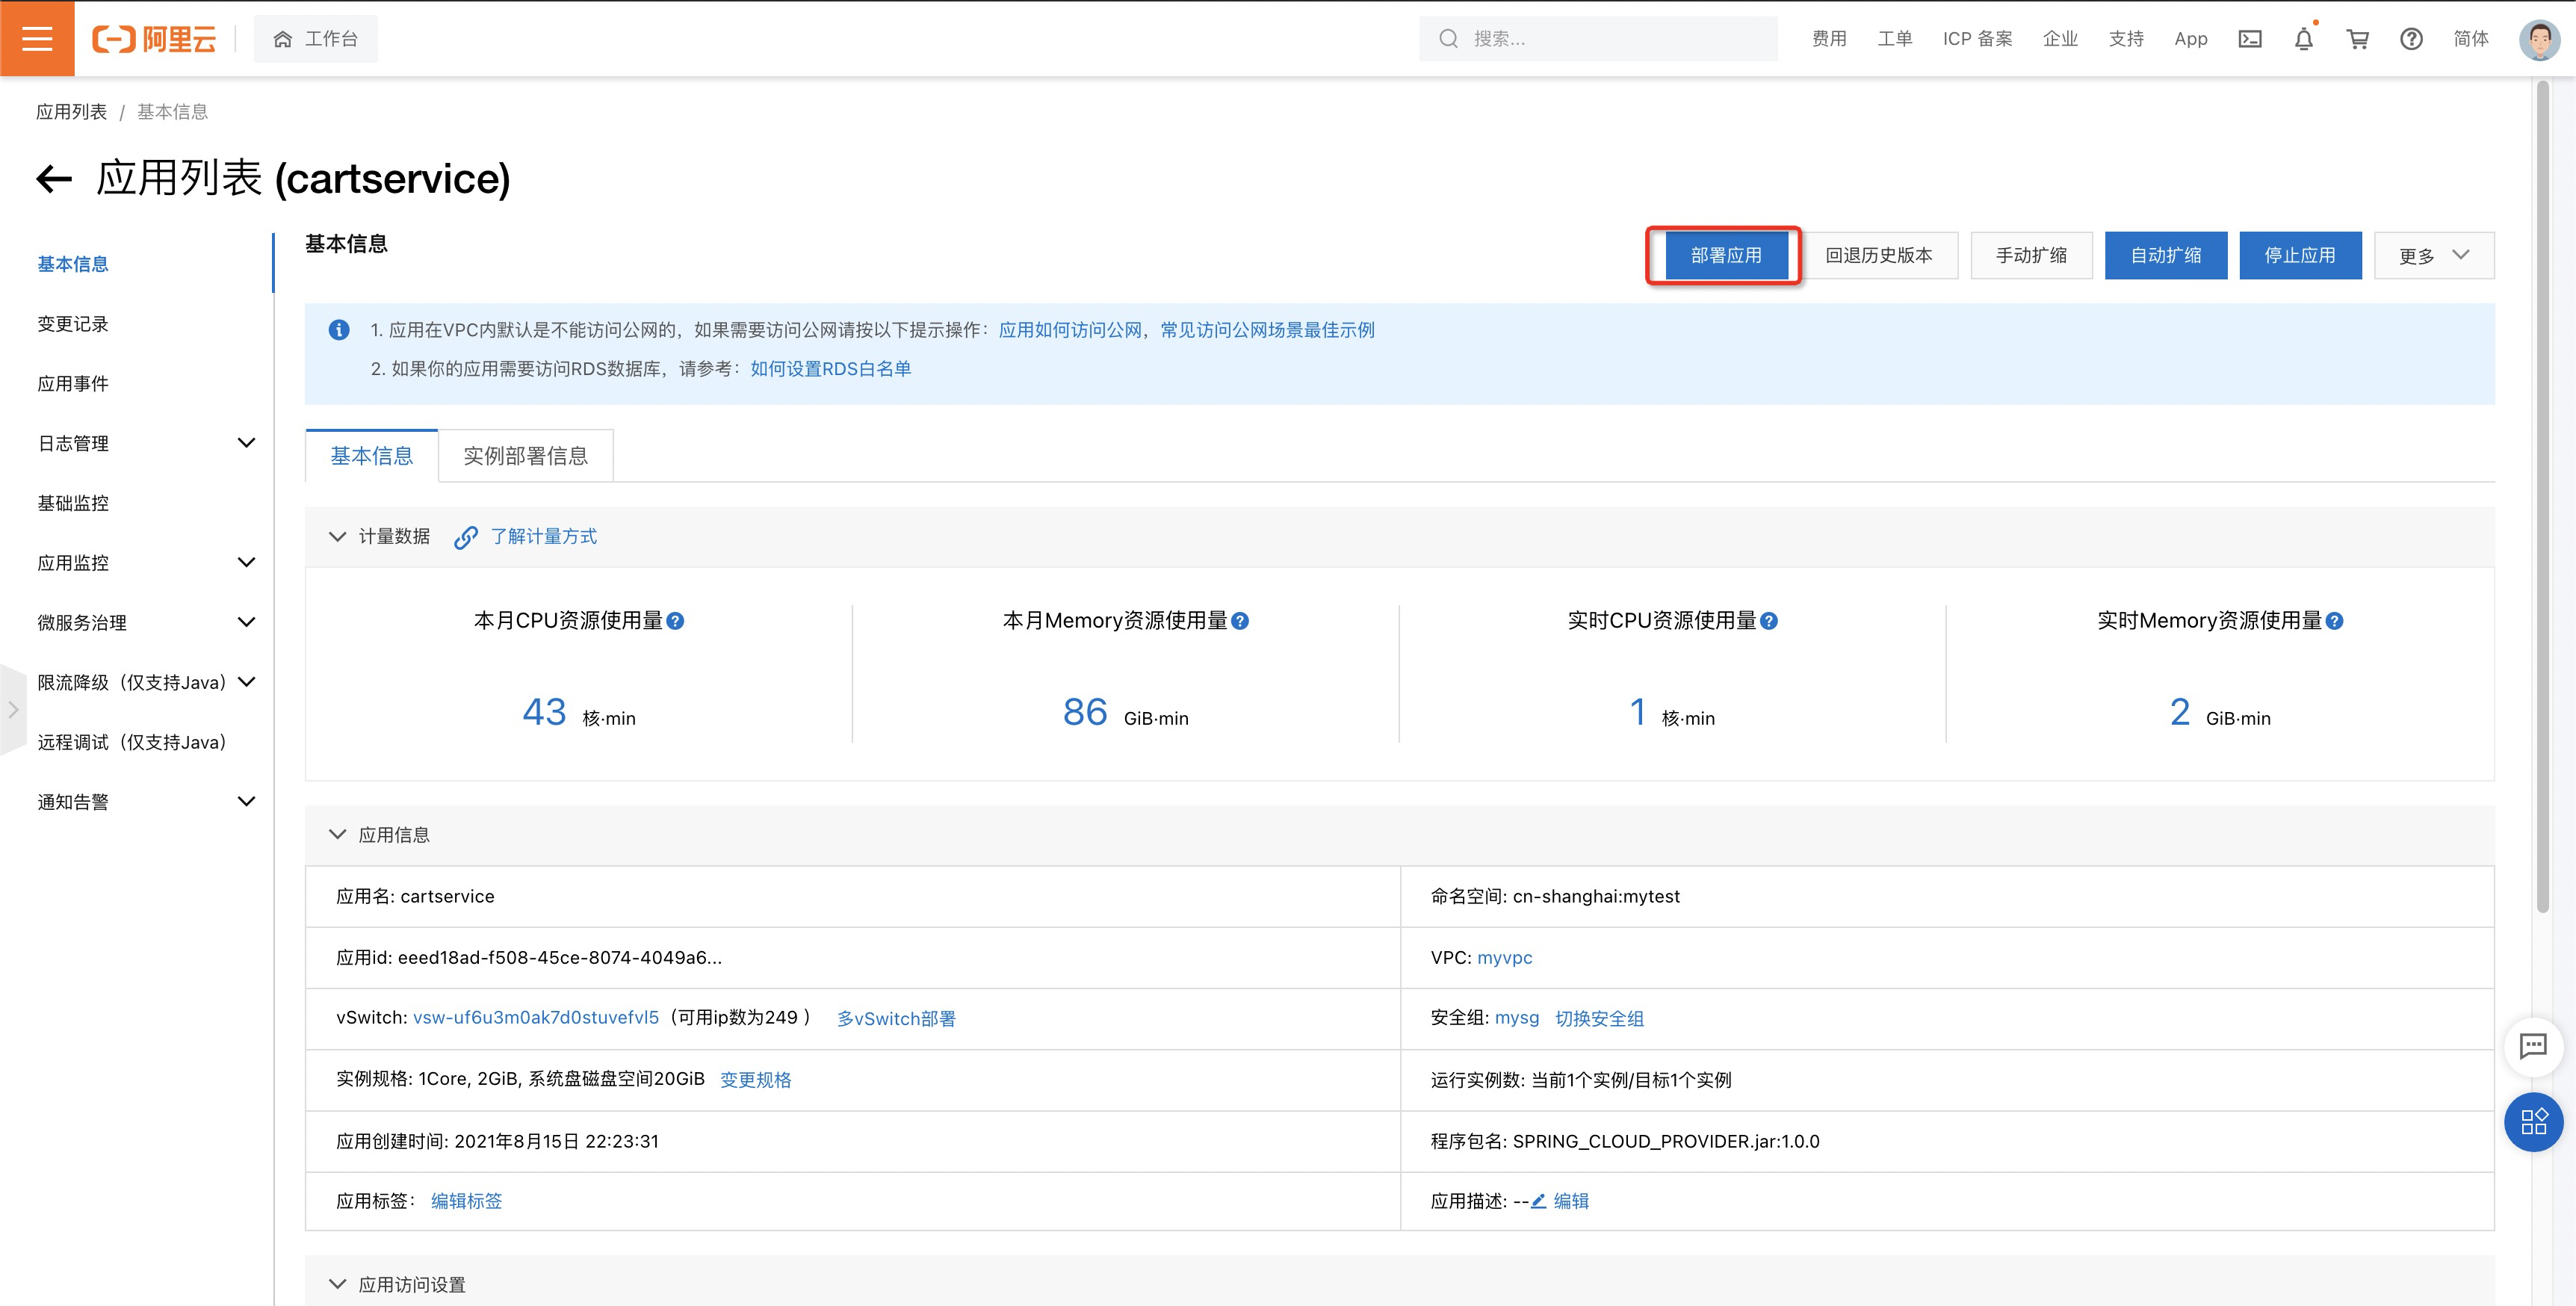 阿里云
工作台
搜索...
费用 工单 ICP 备案 企业 支持 App 简体
应用列表 / 基本信息
应用列表 (cartservice)
基本信息
变更记录
应用事件
日志管理
基础监控
应用监控
微服务治理
限流降级（仅支持Java）
远程调试（仅支持Java）
通知告警
基本信息
部署应用 回退历史版本 手动扩缩 自动扩缩 停止应用 更多
1. 应用在VPC内默认是不能访问公网的，如果需要访问公网请按以下提示操作：应用如何访问公网，常见访问公网场景最佳示例
2. 如果你的应用需要访问RDS数据库，请参考：如何设置RDS白名单
基本信息 实例部署信息
计量数据 了解计量方式
本月CPU资源使用量
43 核·min
本月Memory资源使用量
86 GiB·min
实时CPU资源使用量
1 核·min
实时Memory资源使用量
2 GiB·min
应用信息
应用名: cartservice
命名空间: cn-shanghai:mytest
应用id: eeed18ad-f508-45ce-8074-4049a6...
VPC: myvpc
vSwitch: vsw-uf6u3m0ak7d0stuvefvl5（可用ip数为249 ） 多vSwitch部署
安全组: mysg 切换安全组
实例规格: 1Core, 2GiB, 系统盘磁盘空间20GiB 变更规格
运行实例数: 当前1个实例/目标1个实例
应用创建时间: 2021年8月15日 22:23:31
程序包名: SPRING_CLOUD_PROVIDER.jar:1.0.0
应用标签： 编辑标签
应用描述: -- 编辑
应用访问设置